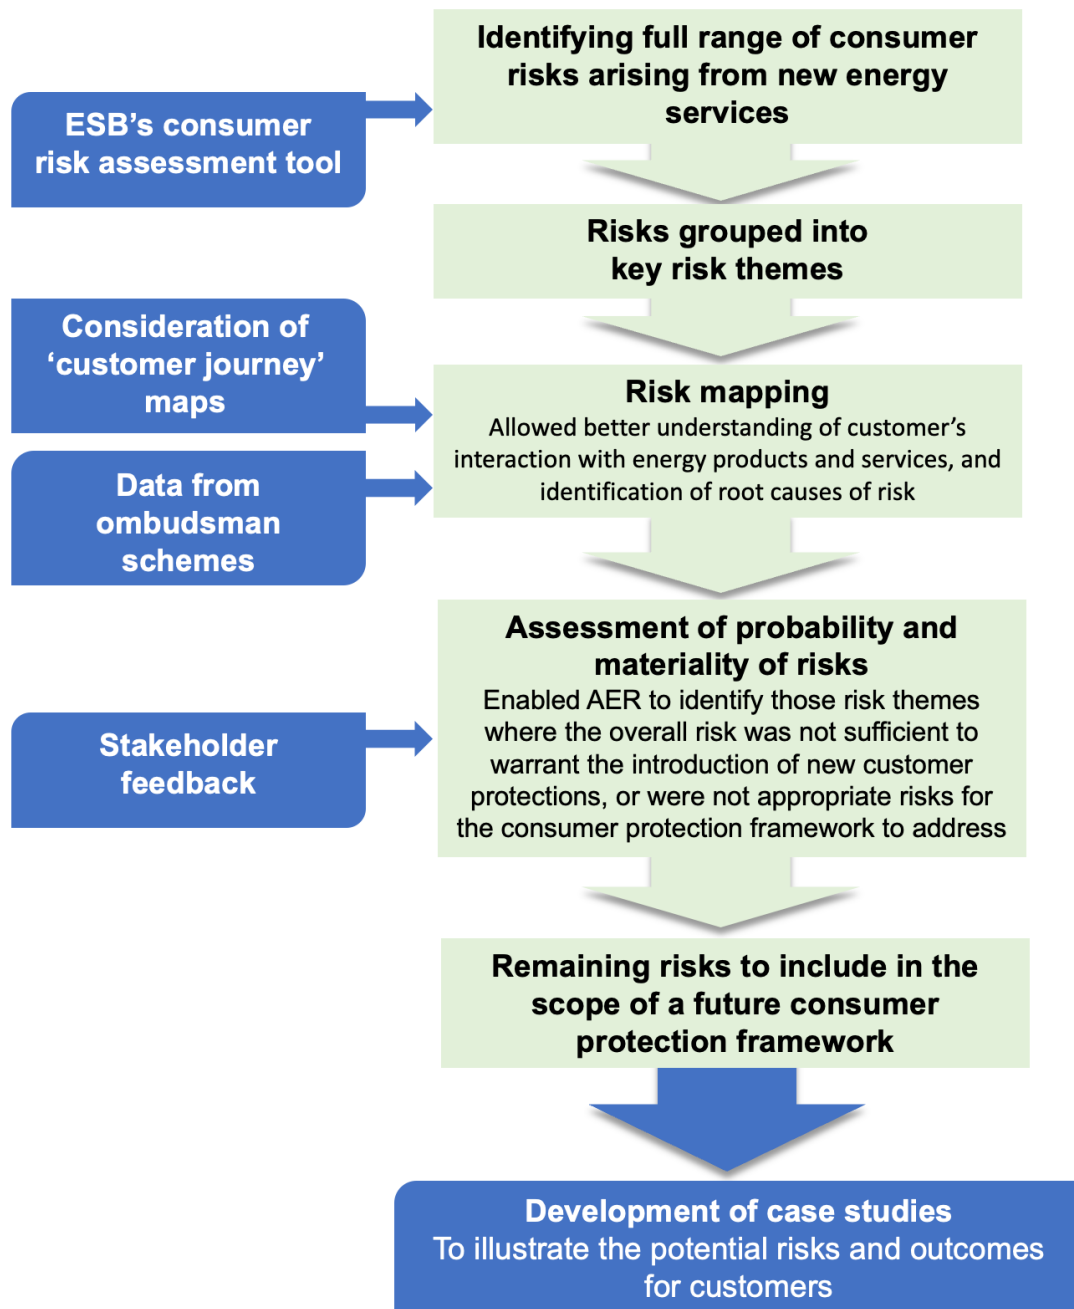 Identifying full range of consumer
risks arising from new energy
services
ESB’s consumer
risk assessment tool
Risks grouped into
key risk themes
Consideration of
‘customer journey’
maps
Risk mapping
Allowed better understanding of customer’s
interaction with energy products and services, and
identification of root causes of risk
Data from
ombudsman
schemes
Assessment of probability and
materiality of risks
Enabled AER to identify those risk themes
where the overall risk was not sufficient to
warrant the introduction of new customer
protections, or were not appropriate risks for
the consumer protection framework to address
Stakeholder
feedback
Remaining risks to include in the
scope of a future consumer
protection framework
Development of case studies
To illustrate the potential risks and outcomes
for customers